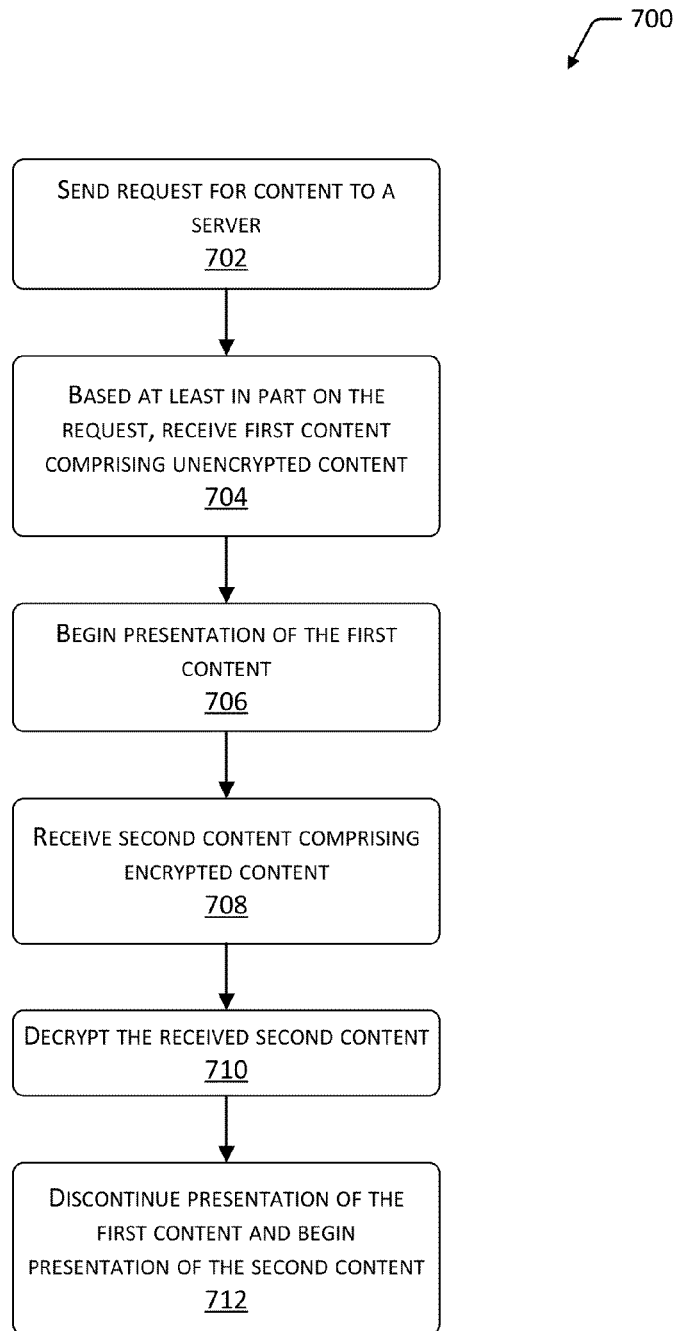 700
SEND REQUEST FOR CONTENT TO A
SERVER
702
BASED AT LEAST IN PART ON THE
REQUEST, RECEIVE FIRST CONTENT
COMPRISING UNENCRYPTED CONTENT
704
BEGIN PRESENTATION OF THE FIRST
CONTENT
706
RECEIVE SECOND CONTENT COMPRISING
ENCRYPTED CONTENT
708
DECRYPT THE RECEIVED SECOND CONTENT
710
DISCONTINUE PRESENTATION OF THE
FIRST CONTENT AND BEGIN
PRESENTATION OF THE SECOND CONTENT
712